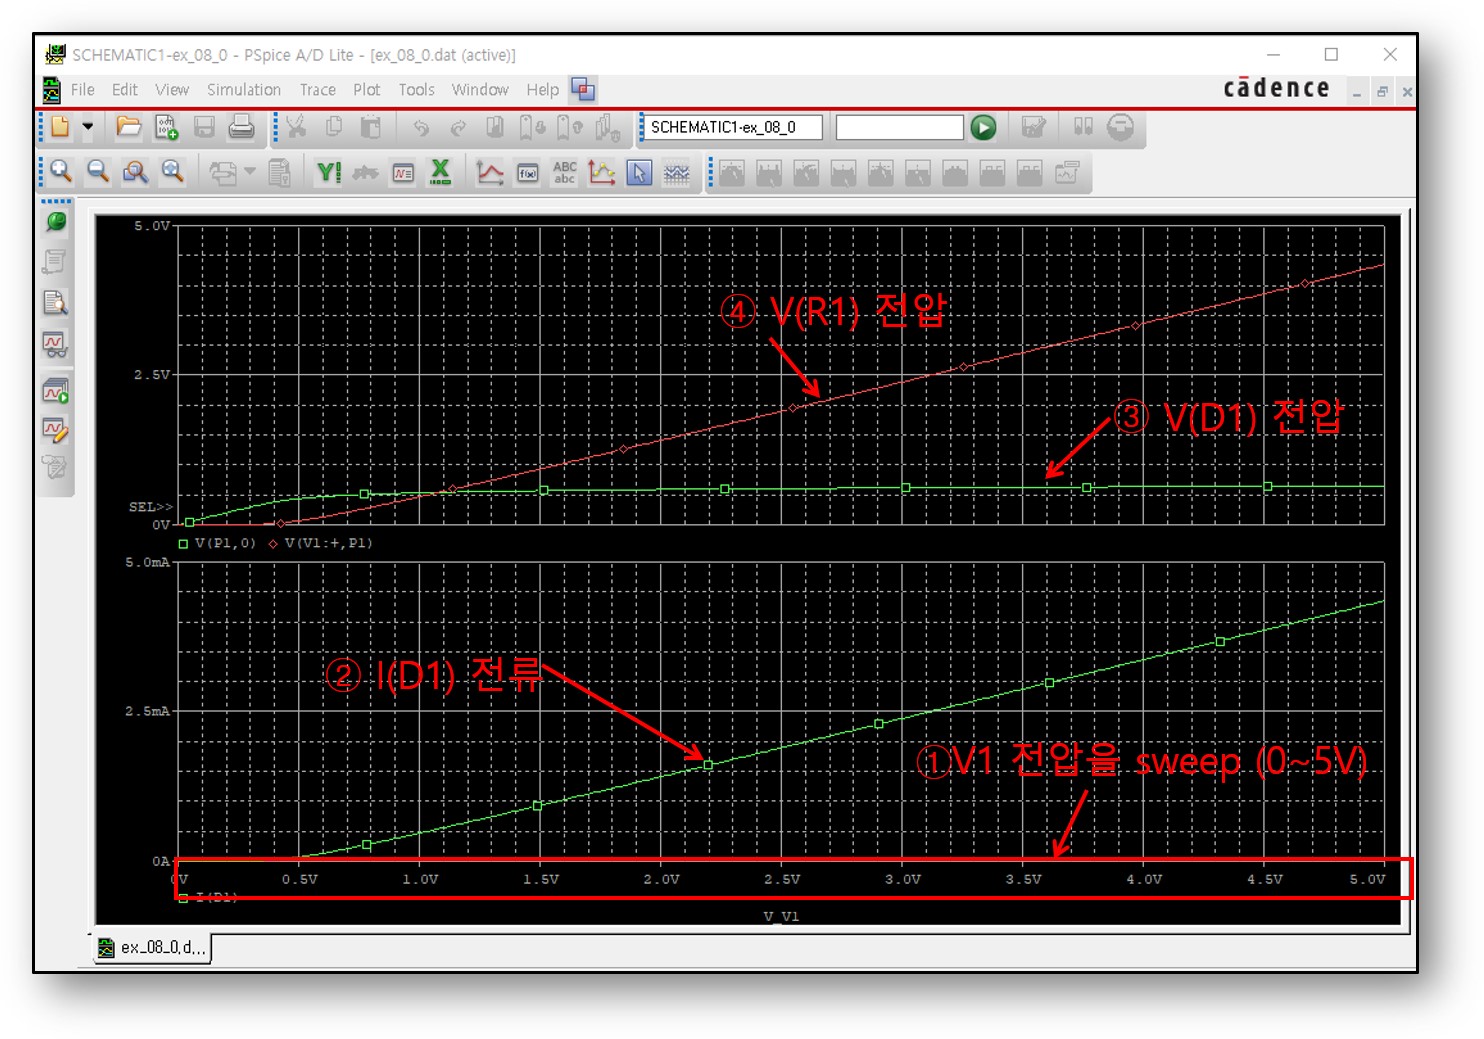 SCHEMATIC1-ex_08_0 - PSpice A/D Lite - [ex_08_0.dat (active)]
File Edit View Simulation Trace Plot Tools Window Help
cādence
SCHEMATIC1-ex_08_0
ABC
abc
5.0V
④ V(R1) 전압
2.5V
③ V(D1) 전압
SEL>>
0V
V(P1,0) V(V1:+,P1)
5.0mA
② I(D1) 전류
2.5mA
①V1 전압을 sweep (0~5V)
0A
0V 0.5V 1.0V 1.5V 2.0V 2.5V 3.0V 3.5V 4.0V 4.5V 5.0V
I(D1)
V_V1
ex_08_0,d...